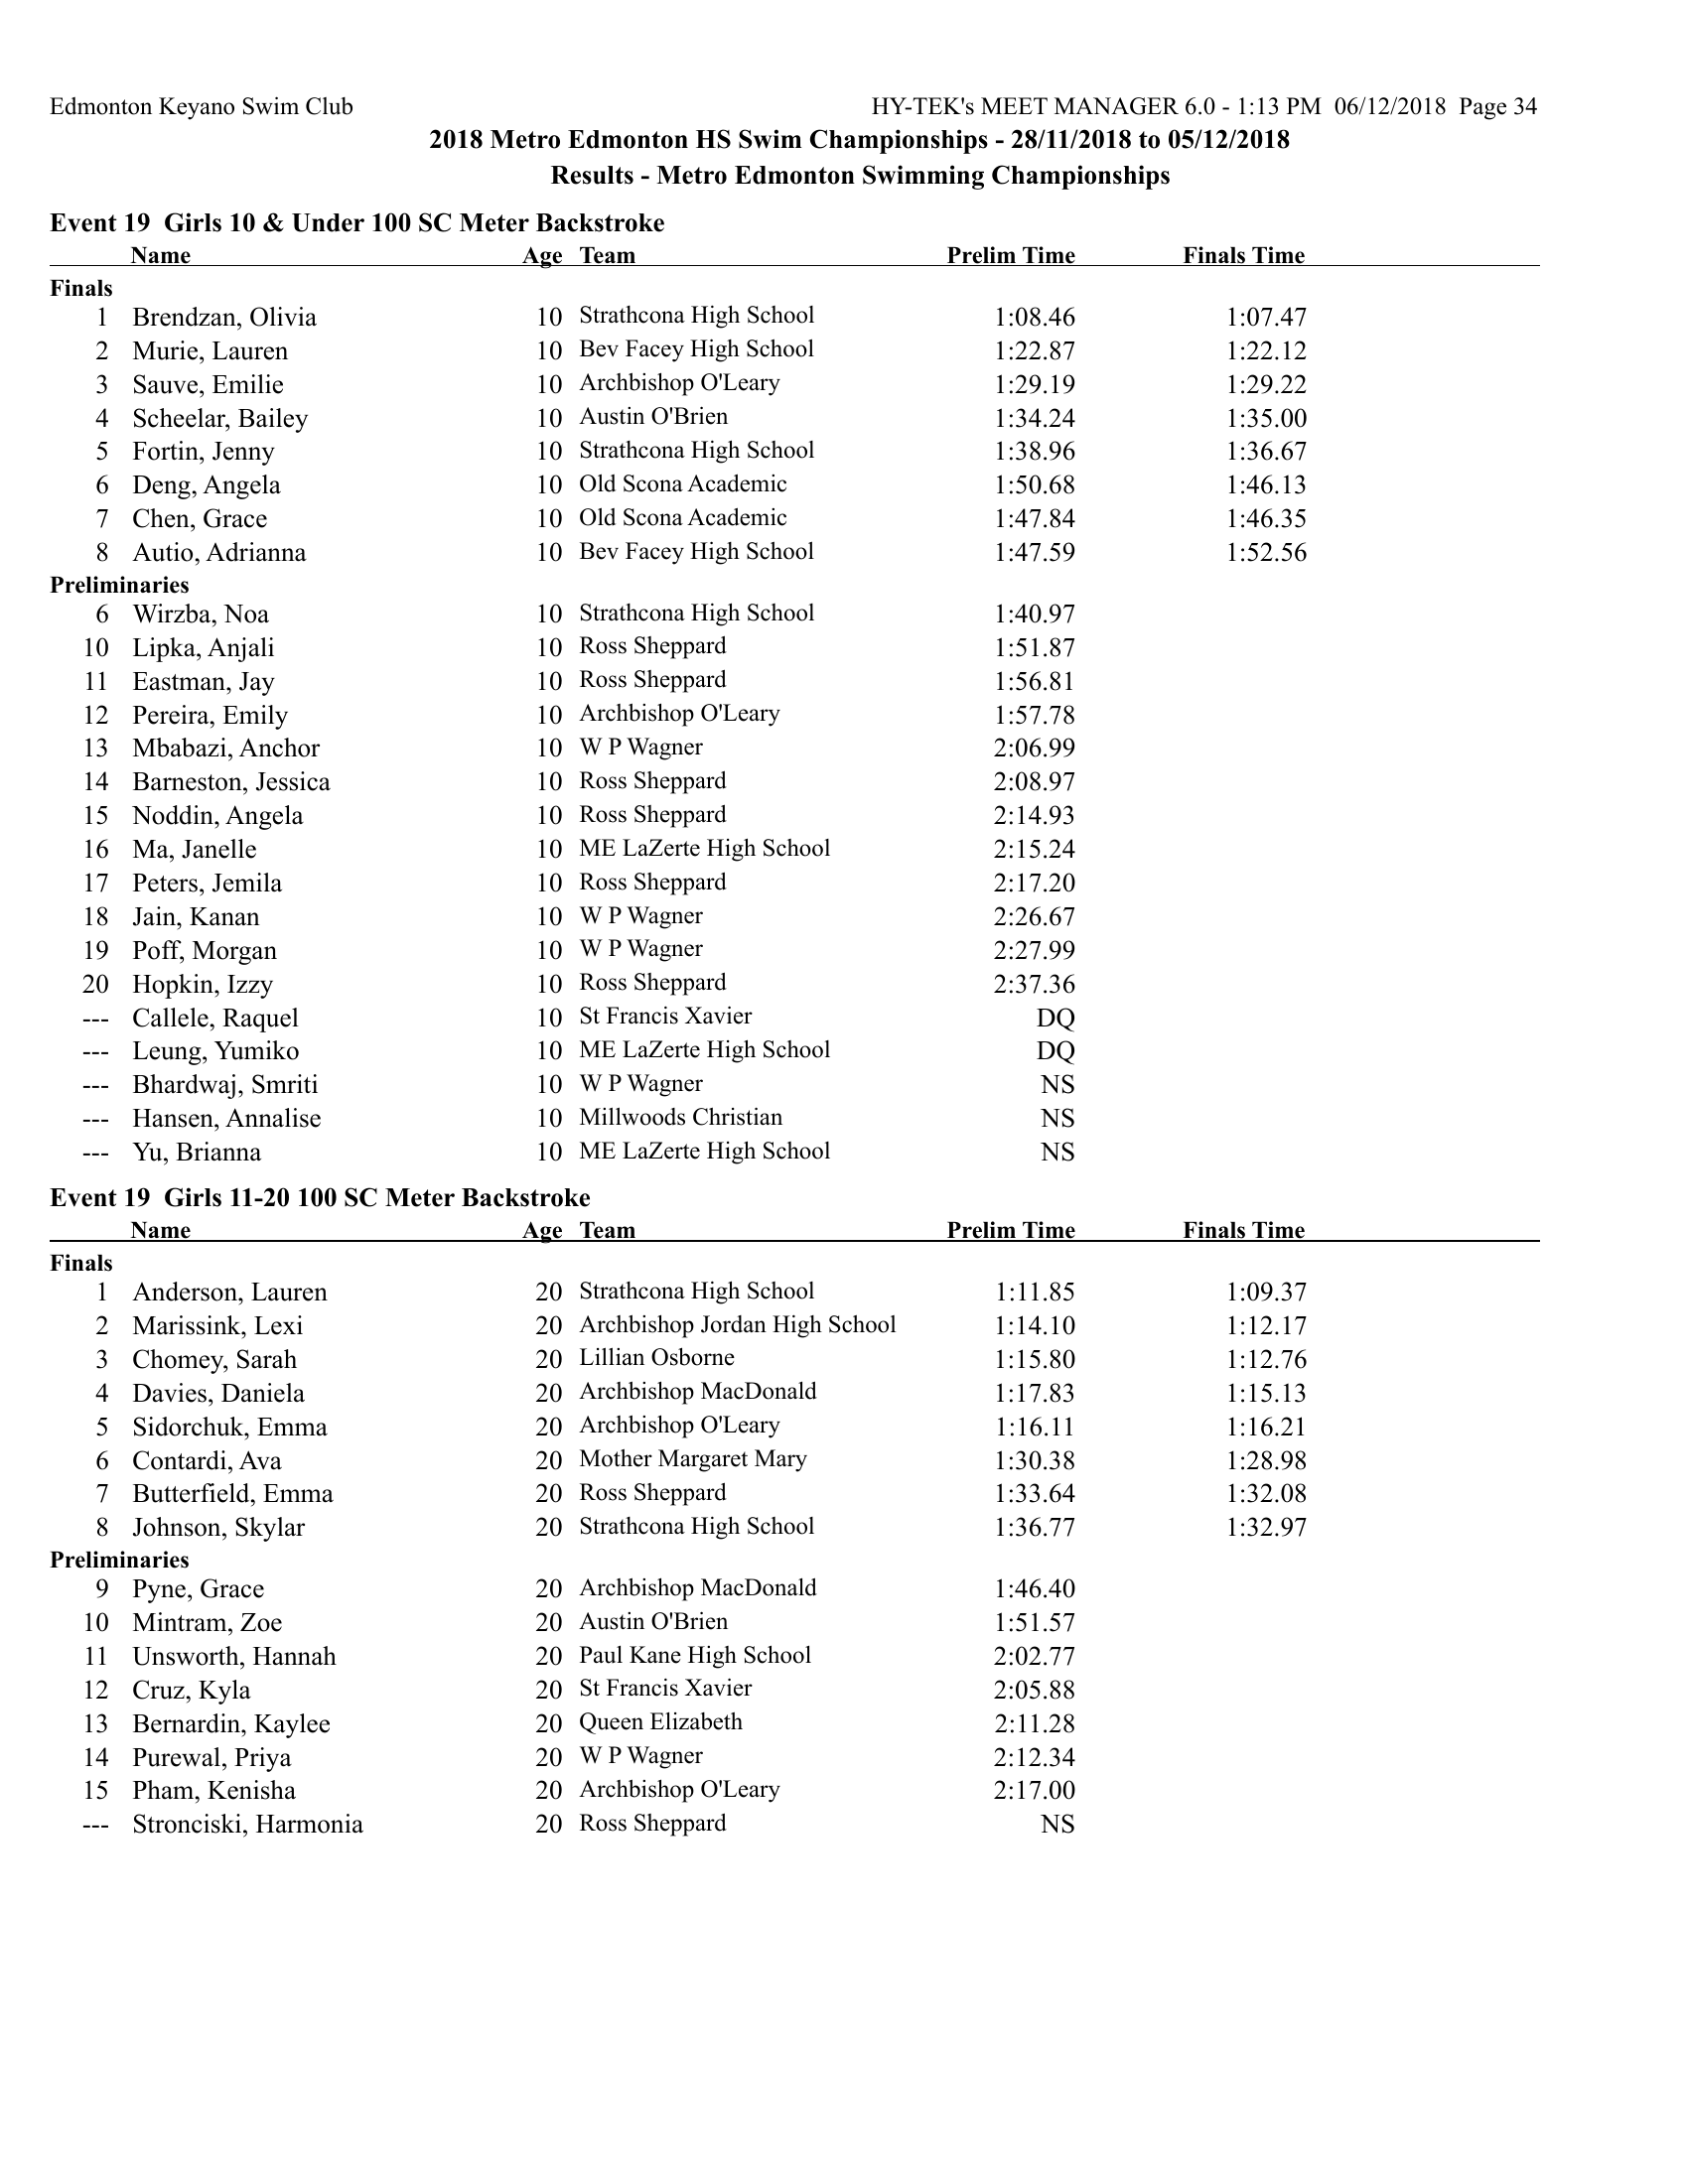 Edmonton Keyano Swim Club HY-TEK's MEET MANAGER 6.0 - 1:13 PM 06/12/2018 Page 34
2018 Metro Edmonton HS Swim Championships - 28/11/2018 to 05/12/2018
Results - Metro Edmonton Swimming Championships
Event 19 Girls 10 & Under 100 SC Meter Backstroke
Name Age Team Prelim Time Finals Time
Finals
1 Brendzan, Olivia 10 Strathcona High School 1:08.46 1:07.47
2 Murie, Lauren 10 Bev Facey High School 1:22.87 1:22.12
3 Sauve, Emilie 10 Archbishop O'Leary 1:29.19 1:29.22
4 Scheelar, Bailey 10 Austin O'Brien 1:34.24 1:35.00
5 Fortin, Jenny 10 Strathcona High School 1:38.96 1:36.67
6 Deng, Angela 10 Old Scona Academic 1:50.68 1:46.13
7 Chen, Grace 10 Old Scona Academic 1:47.84 1:46.35
8 Autio, Adrianna 10 Bev Facey High School 1:47.59 1:52.56
Preliminaries
6 Wirzba, Noa 10 Strathcona High School 1:40.97
10 Lipka, Anjali 10 Ross Sheppard 1:51.87
11 Eastman, Jay 10 Ross Sheppard 1:56.81
12 Pereira, Emily 10 Archbishop O'Leary 1:57.78
13 Mbabazi, Anchor 10 W P Wagner 2:06.99
14 Barneston, Jessica 10 Ross Sheppard 2:08.97
15 Noddin, Angela 10 Ross Sheppard 2:14.93
16 Ma, Janelle 10 ME LaZerte High School 2:15.24
17 Peters, Jemila 10 Ross Sheppard 2:17.20
18 Jain, Kanan 10 W P Wagner 2:26.67
19 Poff, Morgan 10 W P Wagner 2:27.99
20 Hopkin, Izzy 10 Ross Sheppard 2:37.36
--- Callele, Raquel 10 St Francis Xavier DQ
--- Leung, Yumiko 10 ME LaZerte High School DQ
--- Bhardwaj, Smriti 10 W P Wagner NS
--- Hansen, Annalise 10 Millwoods Christian NS
--- Yu, Brianna 10 ME LaZerte High School NS
Event 19 Girls 11-20 100 SC Meter Backstroke
Name Age Team Prelim Time Finals Time
Finals
1 Anderson, Lauren 20 Strathcona High School 1:11.85 1:09.37
2 Marissink, Lexi 20 Archbishop Jordan High School 1:14.10 1:12.17
3 Chomey, Sarah 20 Lillian Osborne 1:15.80 1:12.76
4 Davies, Daniela 20 Archbishop MacDonald 1:17.83 1:15.13
5 Sidorchuk, Emma 20 Archbishop O'Leary 1:16.11 1:16.21
6 Contardi, Ava 20 Mother Margaret Mary 1:30.38 1:28.98
7 Butterfield, Emma 20 Ross Sheppard 1:33.64 1:32.08
8 Johnson, Skylar 20 Strathcona High School 1:36.77 1:32.97
Preliminaries
9 Pyne, Grace 20 Archbishop MacDonald 1:46.40
10 Mintram, Zoe 20 Austin O'Brien 1:51.57
11 Unsworth, Hannah 20 Paul Kane High School 2:02.77
12 Cruz, Kyla 20 St Francis Xavier 2:05.88
13 Bernardin, Kaylee 20 Queen Elizabeth 2:11.28
14 Purewal, Priya 20 W P Wagner 2:12.34
15 Pham, Kenisha 20 Archbishop O'Leary 2:17.00
--- Stronciski, Harmonia 20 Ross Sheppard NS